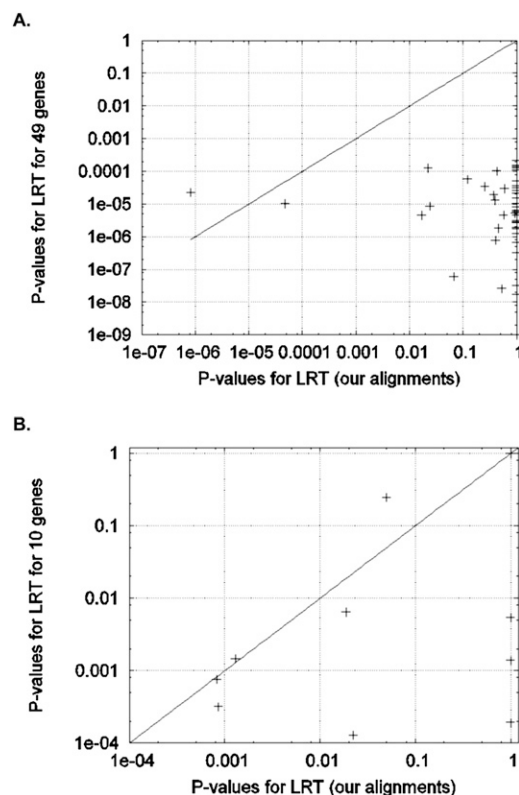 A.
P-values for LRT for 49 genes
1
0.1
0.01
0.001
0.0001
1e-05
1e-06
1e-07
1e-08
1e-09
1e-07 1e-06 1e-05 0.0001 0.001 0.01 0.1 1
P-values for LRT (our alignments)
B.
P-values for LRT for 10 genes
1
0.1
0.01
0.001
1e-04
1e-04 0.001 0.01 0.1 1
P-values for LRT (our alignments)